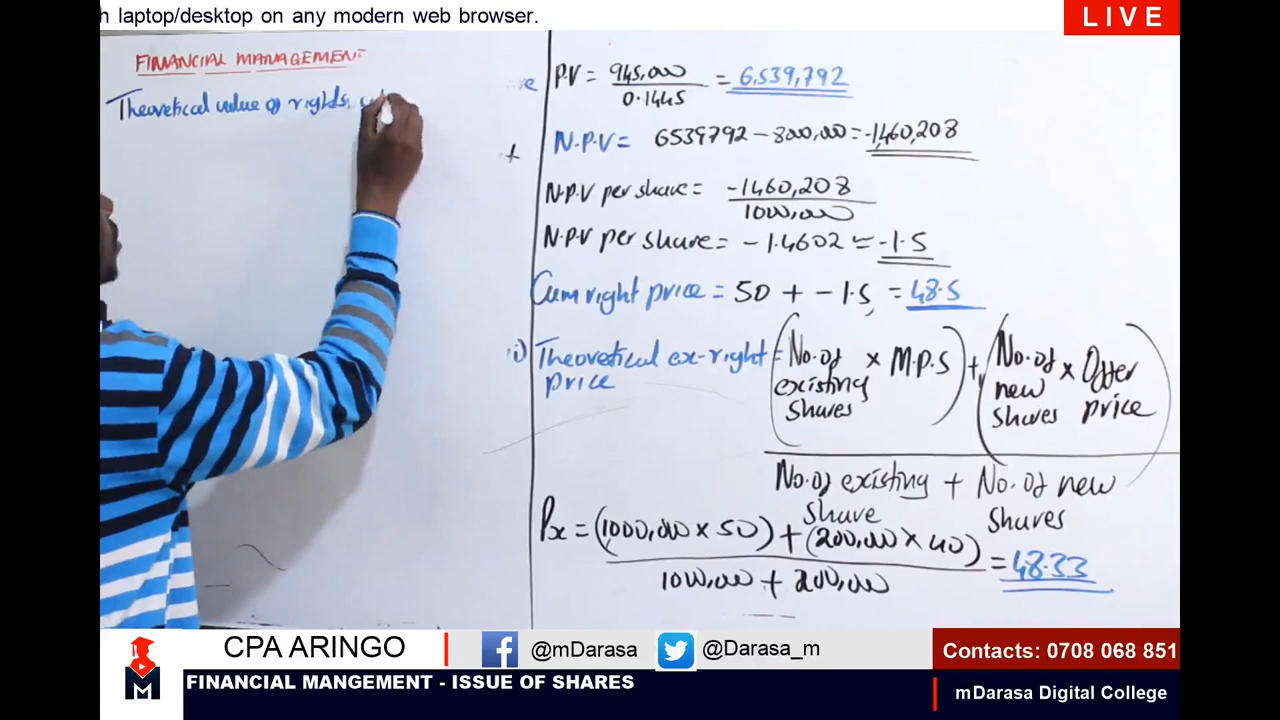 h laptop/desktop on any modern web browser.
LIVE
FINANCIAL MANAGEMENT
Theoretical value of rights,
P.V = 945,000 / 0.1445 = 6,539,792
N.P.V = 6539792 - 800,000 = -1,460,208
N.P.V per share = -1460,208 / 1000,000
N.P.V per share = - 1.4602 ≈ -1.5
Cum right price = 50 + - 1.5 = 48.5
i) Theoretical ex-right price = (No. of existing shares × M.P.S) + (No. of new shares × Offer price)
No. of existing share + No. of new shares
Px = (1000,000 × 50) + (200,000 × 40) = 48.33
1000,000 + 200,000
CPA ARINGO
@mDarasa
@Darasa_m
Contacts: 0708 068 851
FINANCIAL MANGEMENT - ISSUE OF SHARES
mDarasa Digital College